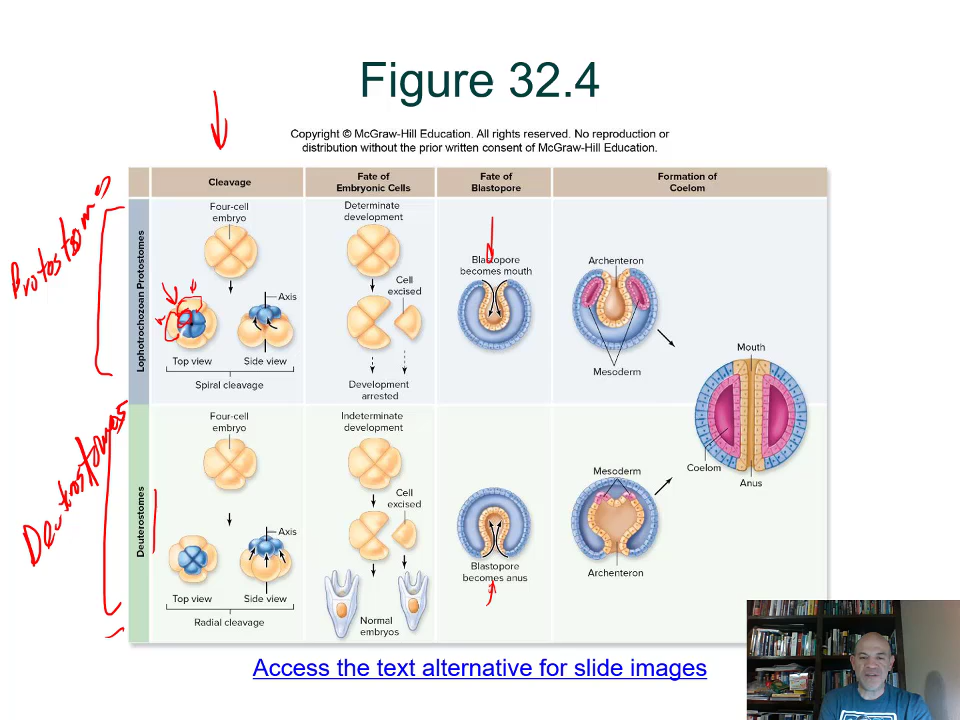 Figure 32.4
Copyright © McGraw-Hill Education. All rights reserved. No reproduction or
distribution without the prior written consent of McGraw-Hill Education.
Cleavage
Fate of
Embryonic Cells
Fate of
Blastopore
Formation of
Coelom
Protostomes
Lophotrochozoan Protostomes
Four-cell
embryo
Axis
Top view
Side view
Spiral cleavage
Determinate
development
Cell
excised
Development
arrested
Blastopore
becomes mouth
Archenteron
Mesoderm
Mouth
Coelom
Anus
Deutrostomes
Deuterostomes
Four-cell
embryo
Axis
Top view
Side view
Radial cleavage
Indeterminate
development
Cell
excised
Normal
embryos
Blastopore
becomes anus
Mesoderm
Archenteron
Access the text alternative for slide images